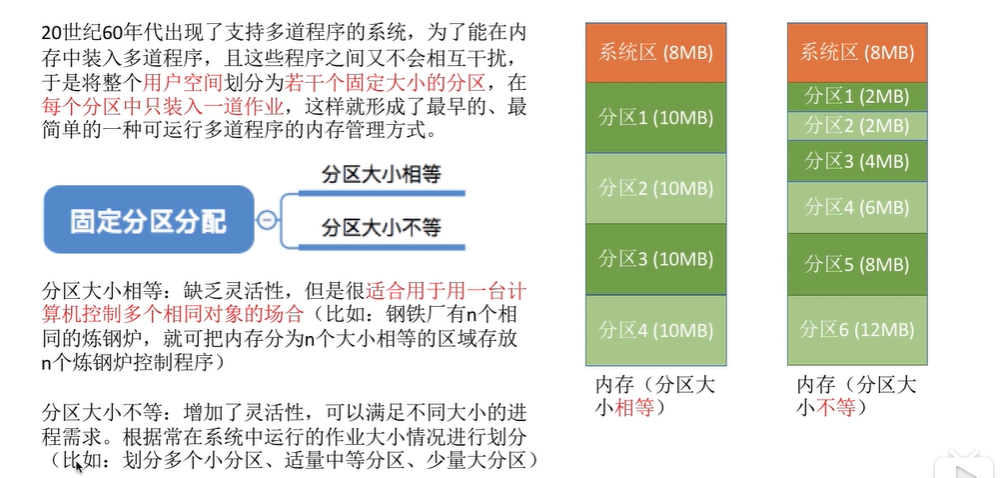 20世纪60年代出现了支持多道程序的系统，为了能在内
存中装入多道程序，且这些程序之间又不会相互干扰，
于是将整个用户空间划分为若干个固定大小的分区，在
每个分区中只装入一道作业，这样就形成了最早的、最
简单的一种可运行多道程序的内存管理方式。
固定分区分配
分区大小相等
分区大小不等
分区大小相等：缺乏灵活性，但是很适合用于用一台计
算机控制多个相同对象的场合（比如：钢铁厂有n个相
同的炼钢炉，就可把内存分为n个大小相等的区域存放
n个炼钢炉控制程序）
分区大小不等：增加了灵活性，可以满足不同大小的进
程需求。根据常在系统中运行的作业大小情况进行划分
（比如：划分多个小分区、适量中等分区、少量大分区）
系统区 (8MB)
分区1 (10MB)
分区2 (10MB)
分区3 (10MB)
分区4 (10MB)
内存（分区大
小相等）
系统区 (8MB)
分区1 (2MB)
分区2 (2MB)
分区3 (4MB)
分区4 (6MB)
分区5 (8MB)
分区6 (12MB)
内存（分区大
小不等）